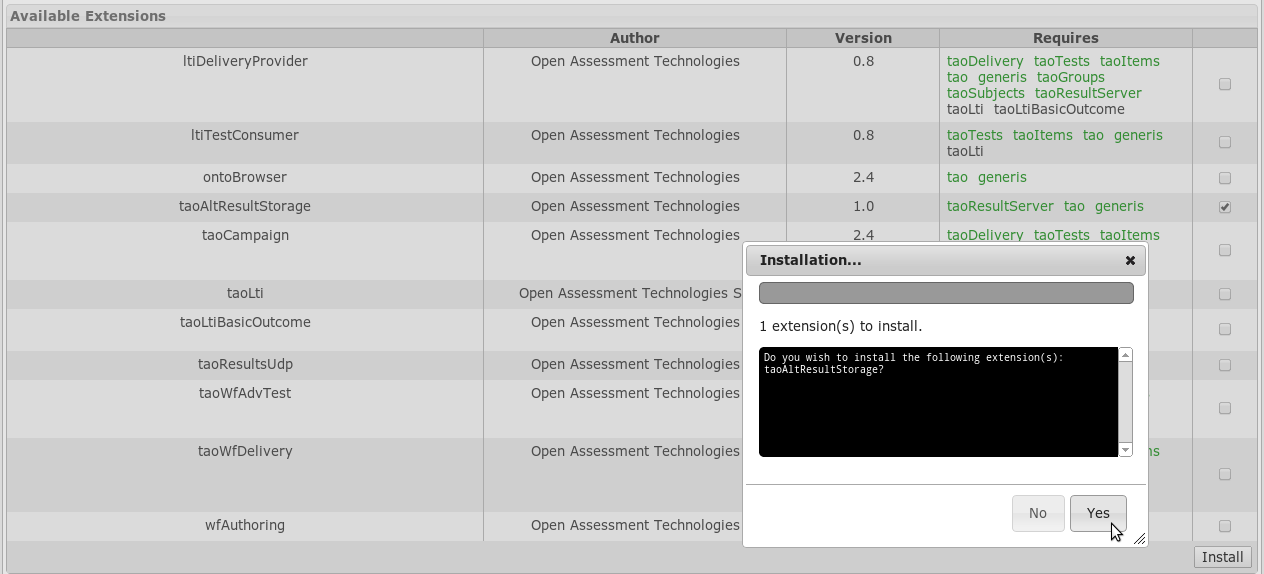 Available Extensions
Author Version Requires
ltiDeliveryProvider Open Assessment Technologies 0.8 taoDelivery taoTests taoItems
tao generis taoGroups
taoSubjects taoResultServer
taoLti taoLtiBasicOutcome
ltiTestConsumer Open Assessment Technologies 0.8 taoTests taoItems tao generis
taoLti
ontoBrowser Open Assessment Technologies 2.4 tao generis
taoAltResultStorage Open Assessment Technologies 1.0 taoResultServer tao generis
taoCampaign Open Assessment Technologies 2.4 taoDelivery taoTests taoItems
taoLti Open Assessment Technologies S
taoLtiBasicOutcome Open Assessment Technologies
taoResultsUdp Open Assessment Technologies
taoWfAdvTest Open Assessment Technologies
taoWfDelivery Open Assessment Technologies
wfAuthoring Open Assessment Technologies
Install
Installation...
1 extension(s) to install.
Do you wish to install the following extension(s):
taoAltResultStorage?
No Yes